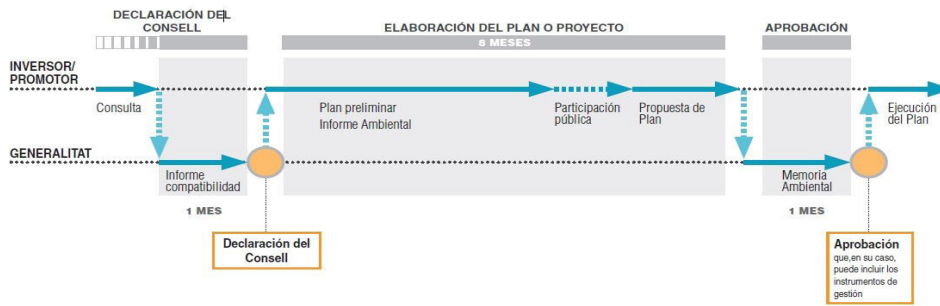 DECLARACIÓN DEL
CONSELL
ELABORACIÓN DEL PLAN O PROYECTO
APROBACIÓN
8 MESES
INVERSOR/
PROMOTOR
Consulta
Plan preliminar
Informe Ambiental
Participación
pública
Propuesta de
Plan
Ejecución
del Plan
GENERALITAT
Informe
compatibilidad
Memoria
Ambiental
1 MES
1 MES
Declaración del
Consell
Aprobación
que,en su caso,
puede incluir los
instrumentos de
gestión